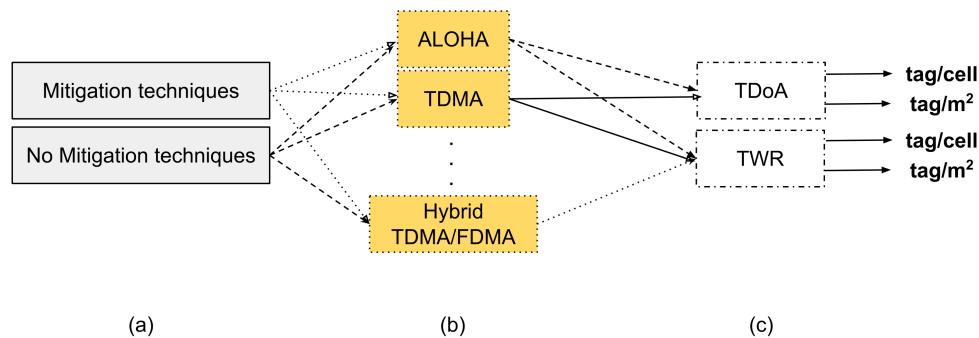 Mitigation techniques
No Mitigation techniques
ALOHA
TDMA
Hybrid
TDMA/FDMA
TDoA
TWR
tag/cell
tag/m²
tag/cell
tag/m²
(a)
(b)
(c)